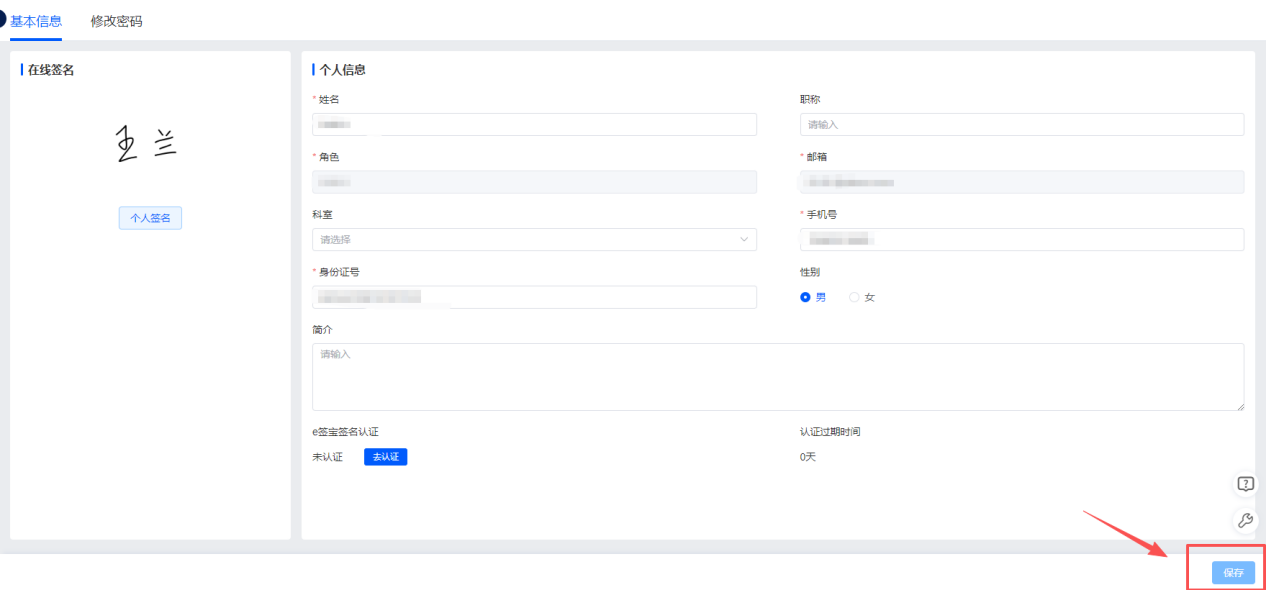 基本信息 修改密码
在线签名
王兰
个人签名
个人信息
* 姓名
职称
请输入
* 角色
* 邮箱
科室
请选择
* 手机号
* 身份证号
性别
男 女
简介
请输入
e签宝签名认证
未认证 去认证
认证过期时间
0天
保存